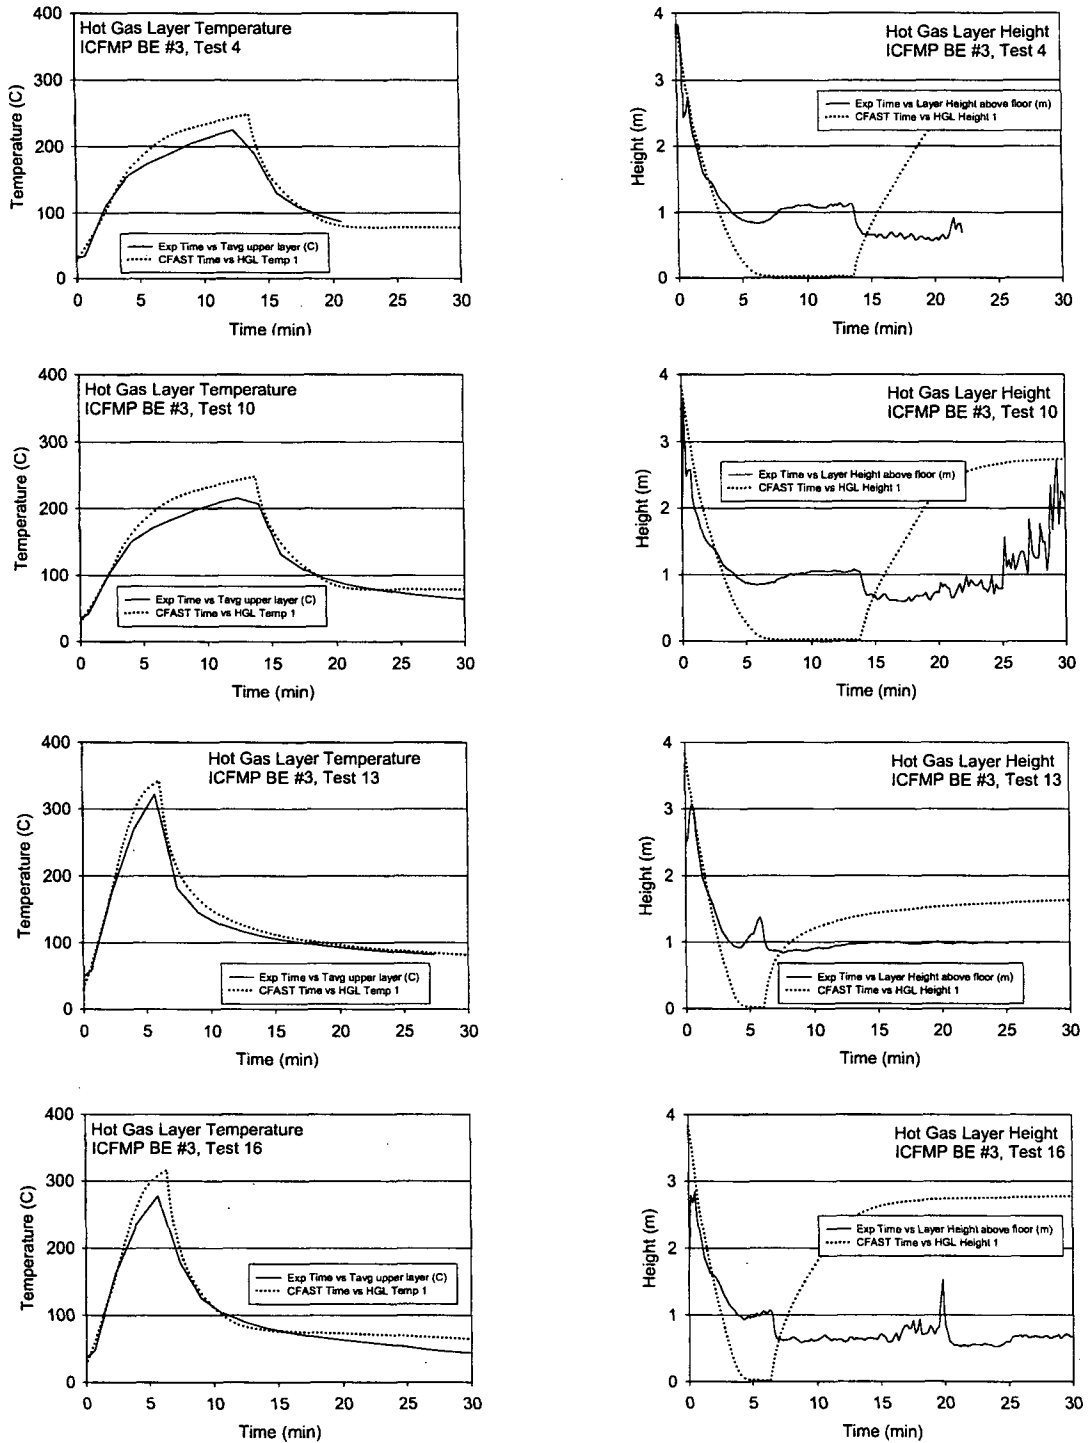 Hot Gas Layer Temperature
ICFMP BE #3, Test 4
Temperature (C)
400
300
200
100
0
Exp Time vs Tavg upper layer (C)
CFAST Time vs HGL Temp 1
0 5 10 15 20 25 30
Time (min)
Hot Gas Layer Height
ICFMP BE #3, Test 4
Height (m)
4
3
2
1
0
Exp Time vs Layer Height above floor (m)
CFAST Time vs HGL Height 1
0 5 10 15 20 25 30
Time (min)
Hot Gas Layer Temperature
ICFMP BE #3, Test 10
Temperature (C)
400
300
200
100
0
Exp Time vs Tavg upper layer (C)
CFAST Time vs HGL Temp 1
0 5 10 15 20 25 30
Time (min)
Hot Gas Layer Height
ICFMP BE #3, Test 10
Height (m)
4
3
2
1
0
Exp Time vs Layer Height above floor (m)
CFAST Time vs HGL Height 1
0 5 10 15 20 25 30
Time (min)
Hot Gas Layer Temperature
ICFMP BE #3, Test 13
Temperature (C)
400
300
200
100
0
Exp Time vs Tavg upper layer (C)
CFAST Time vs HGL Temp 1
0 5 10 15 20 25 30
Time (min)
Hot Gas Layer Height
ICFMP BE #3, Test 13
Height (m)
4
3
2
1
0
Exp Time vs Layer Height above floor (m)
CFAST Time vs HGL Height 1
0 5 10 15 20 25 30
Time (min)
Hot Gas Layer Temperature
ICFMP BE #3, Test 16
Temperature (C)
400
300
200
100
0
Exp Time vs Tavg upper layer (C)
CFAST Time vs HGL Temp 1
0 5 10 15 20 25 30
Time (min)
Hot Gas Layer Height
ICFMP BE #3, Test 16
Height (m)
4
3
2
1
0
Exp Time vs Layer Height above floor (m)
CFAST Time vs HGL Height 1
0 5 10 15 20 25 30
Time (min)